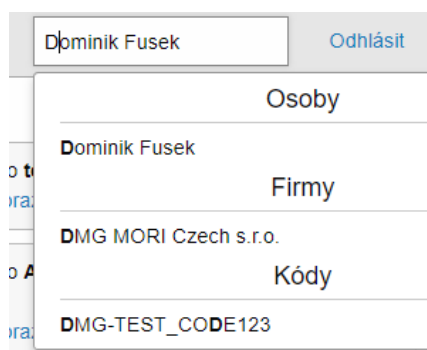 Dominik Fusek
Odhlásit
Osoby
Dominik Fusek
Firmy
DMG MORI Czech s.r.o.
Kódy
DMG-TEST_CODE123